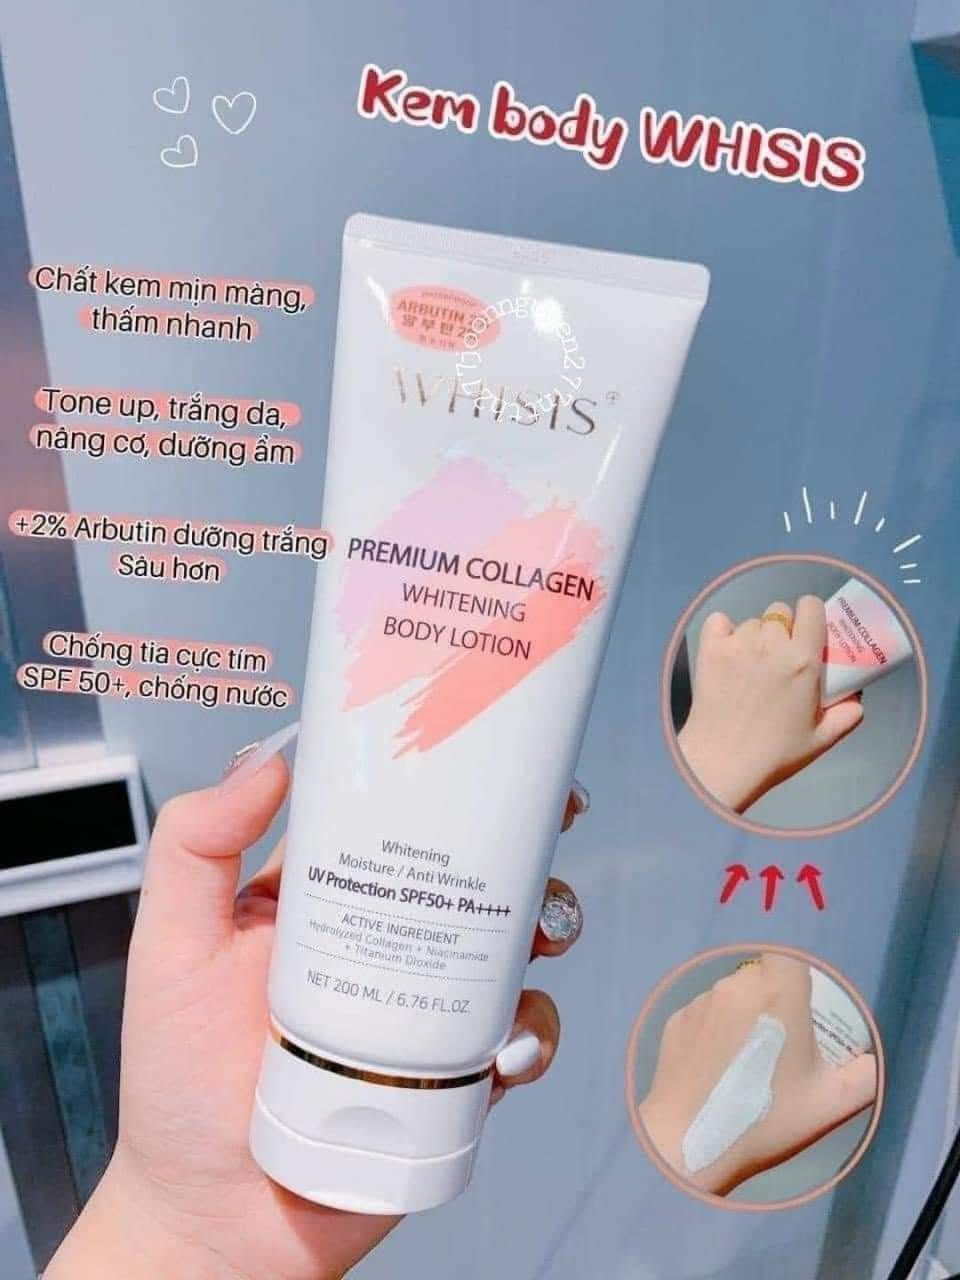 Kem body WHISIS
Chất kem mịn màng,
thấm nhanh
Tone up, trắng da,
nâng cơ, dưỡng ẩm
+2% Arbutin dưỡng trắng
Sâu hơn
Chống tia cực tím
SPF 50+, chống nước
ARBUTIN
WHISIS
PREMIUM COLLAGEN
WHITENING
BODY LOTION
Whitening
Moisture / Anti Wrinkle
UV Protection SPF50+ PA++++
ACTIVE INGREDIENT
Hydrolyzed Collagen + Niacinamide
+ Titanium Dioxide
NET 200 ML / 6.76 FL.OZ.
PREMIUM COLLAGEN
WHITENING
BODY LOTION